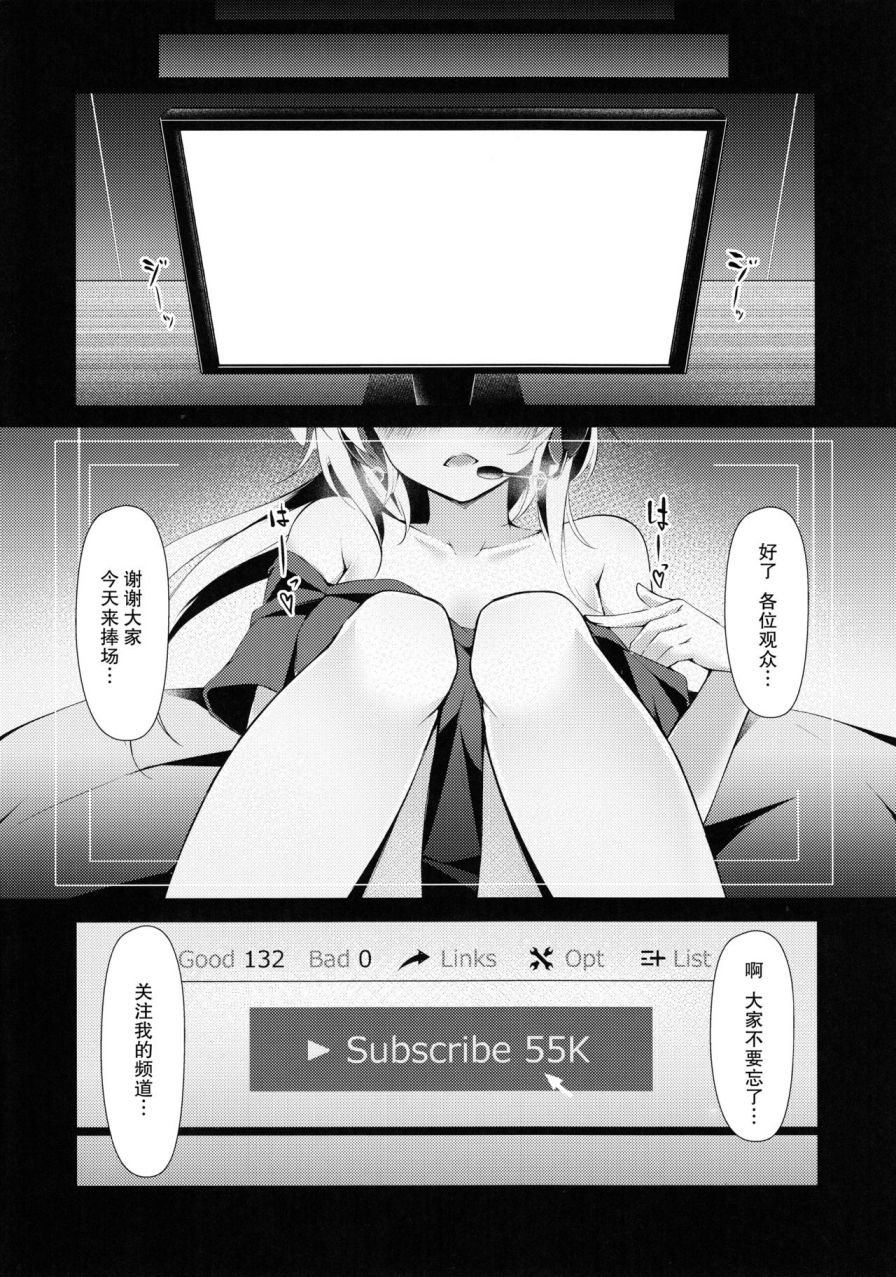 ジーッ
ジーッ
好了 各位观众…
はーっ♡
はーっ♡
谢谢大家
今天来捧场…
Good 132 Bad 0 Links Opt List
Subscribe 55K
啊 大家不要忘了…
关注我的频道…